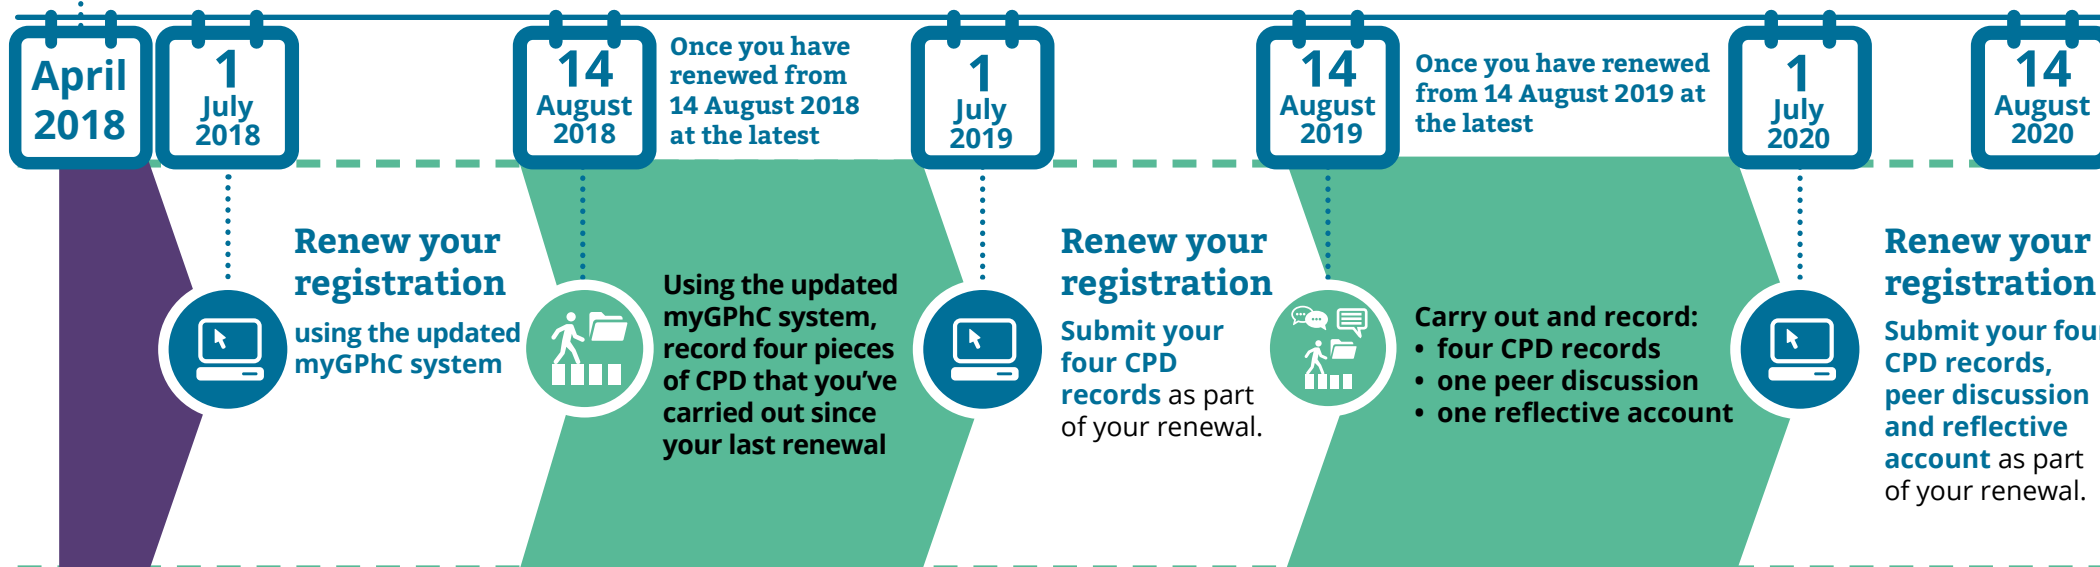 April
2018
1
July
2018
14
August
2018
Once you have
renewed from
14 August 2018
at the latest
1
July
2019
14
August
2019
Once you have renewed
from 14 August 2019 at
the latest
1
July
2020
14
August
2020
Renew your
registration
using the updated
myGPhC system
Using the updated
myGPhC system,
record four pieces
of CPD that you've
carried out since
your last renewal
Renew your
registration
Submit your
four CPD
records as part
of your renewal.
Carry out and record:
• four CPD records
• one peer discussion
• one reflective account
Renew your
registration
Submit your four
CPD records,
peer discussion
and reflective
account as part
of your renewal.